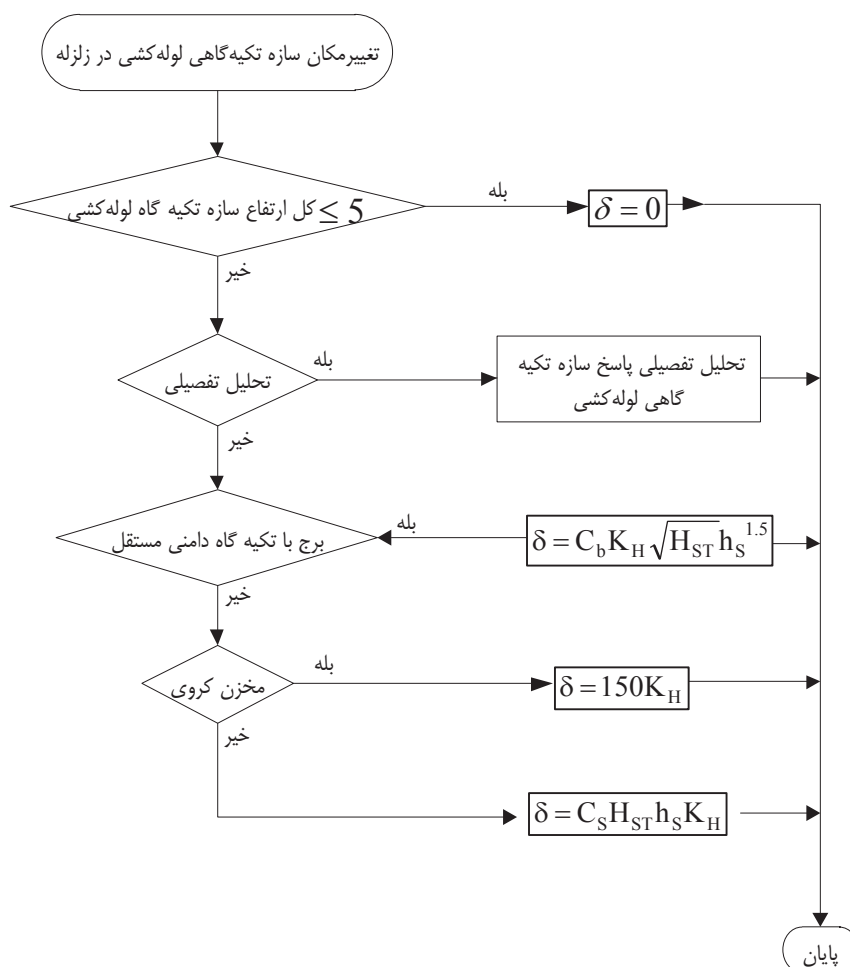 تغییرمکان سازه تکیه‌گاهی لوله‌کشی در زلزله
کل ارتفاع سازه تکیه گاه لوله‌کشی ≤ 5
بله
δ = 0
خیر
تحلیل تفصیلی
بله
تحلیل تفصیلی پاسخ سازه تکیه
گاهی لوله‌کشی
خیر
برج با تکیه گاه دامنی مستقل
بله
δ = C_b K_H √H_ST h_S^1.5
خیر
مخزن کروی
بله
δ = 150K_H
خیر
δ = C_S H_ST h_S K_H
پایان